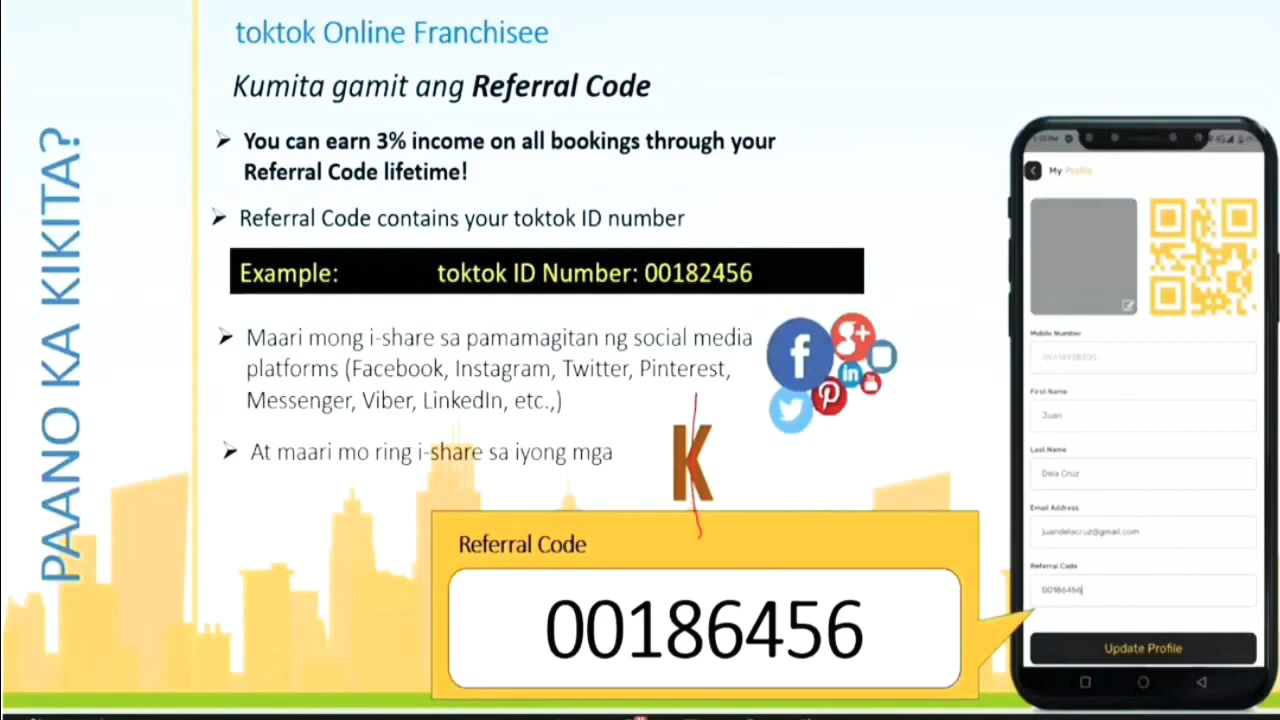 toktok Online Franchisee
Kumita gamit ang Referral Code
PAANO KA KIKITA?
➢ You can earn 3% income on all bookings through your
Referral Code lifetime!
➢ Referral Code contains your toktok ID number
Example: toktok ID Number: 00182456
➢ Maari mong i-share sa pamamagitan ng social media
platforms (Facebook, Instagram, Twitter, Pinterest,
Messenger, Viber, LinkedIn, etc.,)
➢ At maari mo ring i-share sa iyong mga
K
Referral Code
00186456
My Profile
Mobile Number
First Name
Juan
Last Name
Dela Cruz
Email Address
juandelacruz@gmail.com
Referral Code
00186456
Update Profile